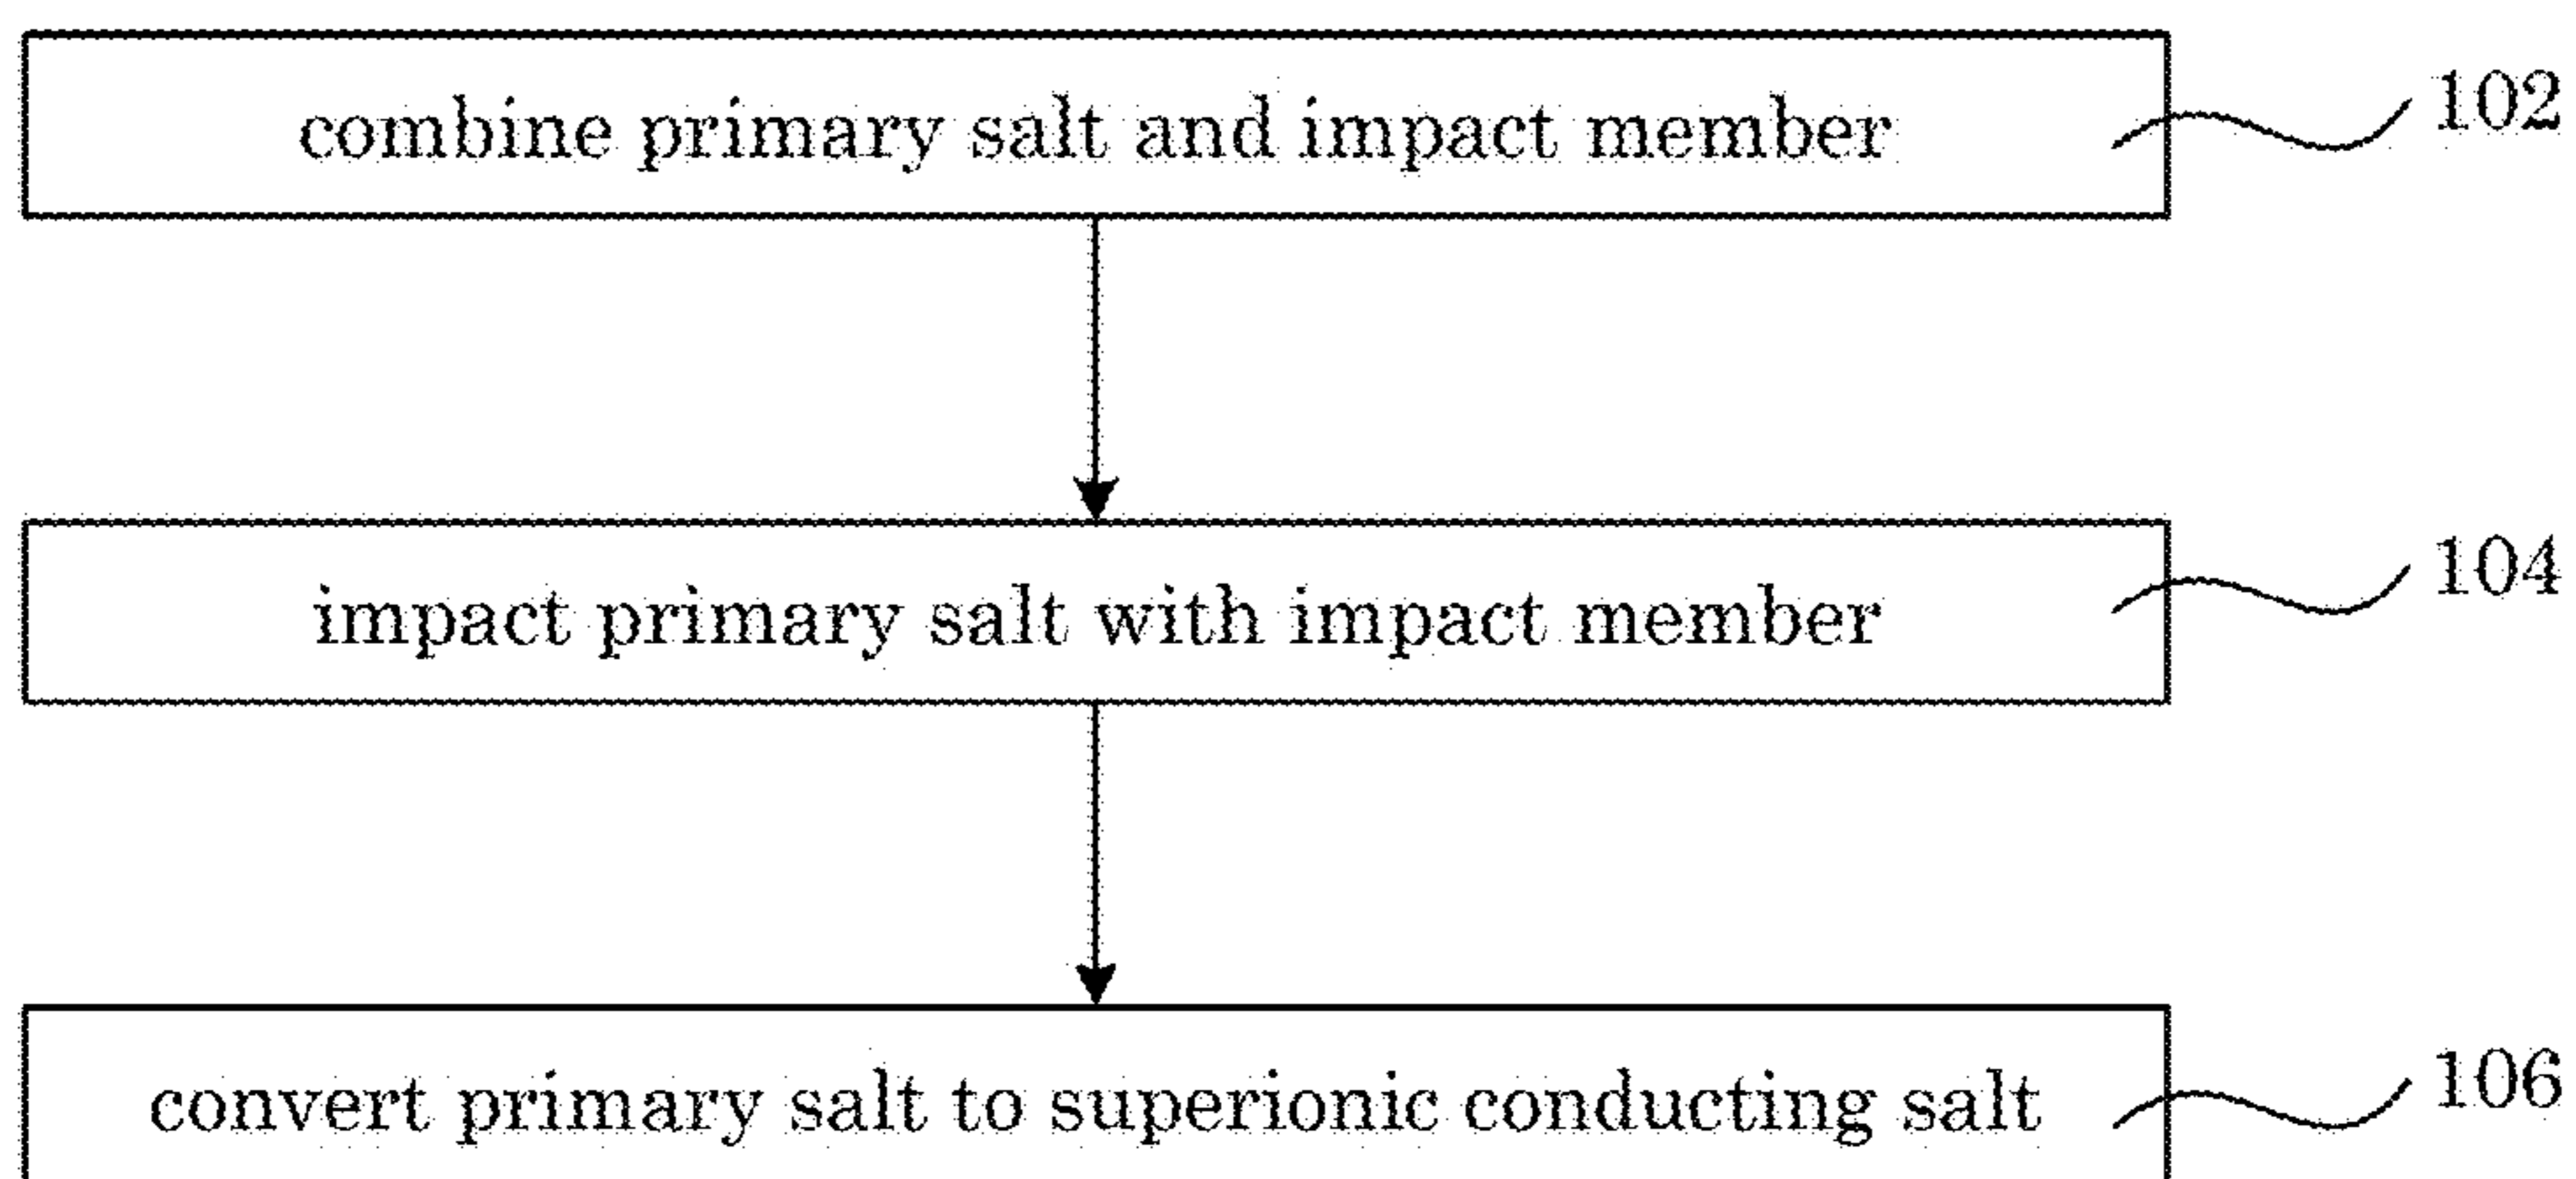 combine primary salt and impact member 102
impact primary salt with impact member 104
convert primary salt to superionic conducting salt 106